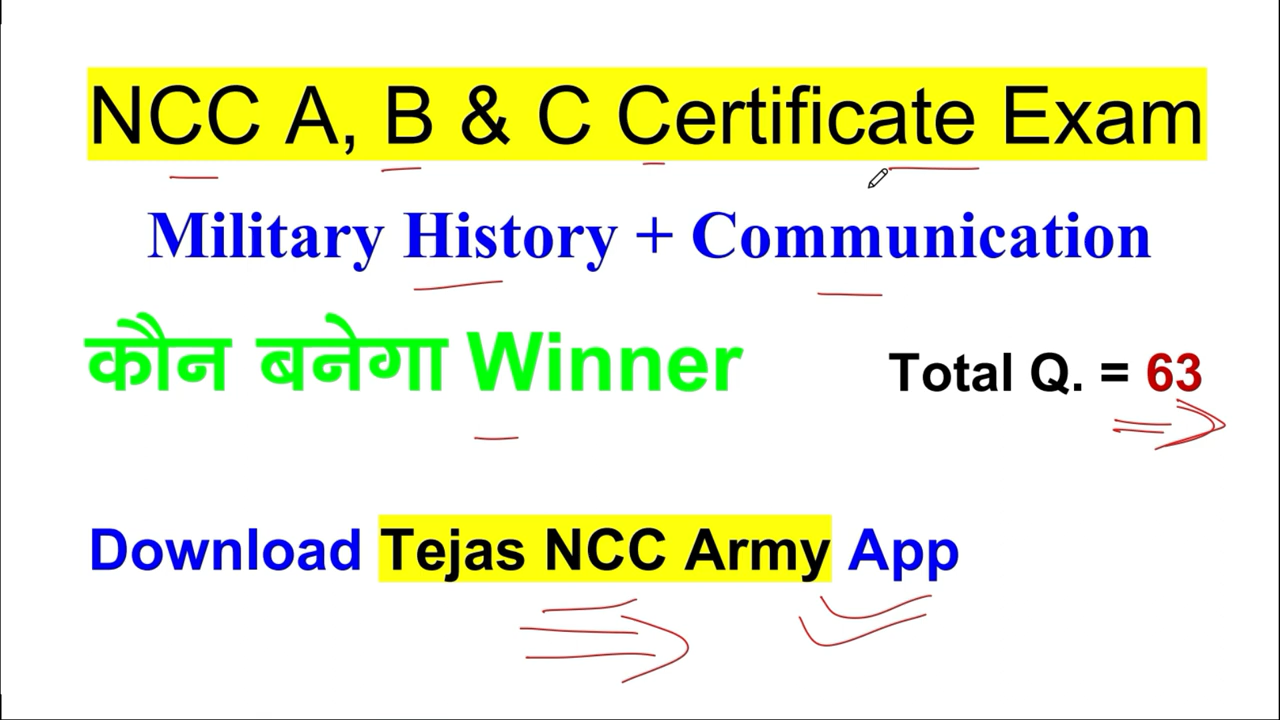 NCC A, B & C Certificate Exam
Military History + Communication
कौन बनेगा Winner Total Q. = 63
Download Tejas NCC Army App